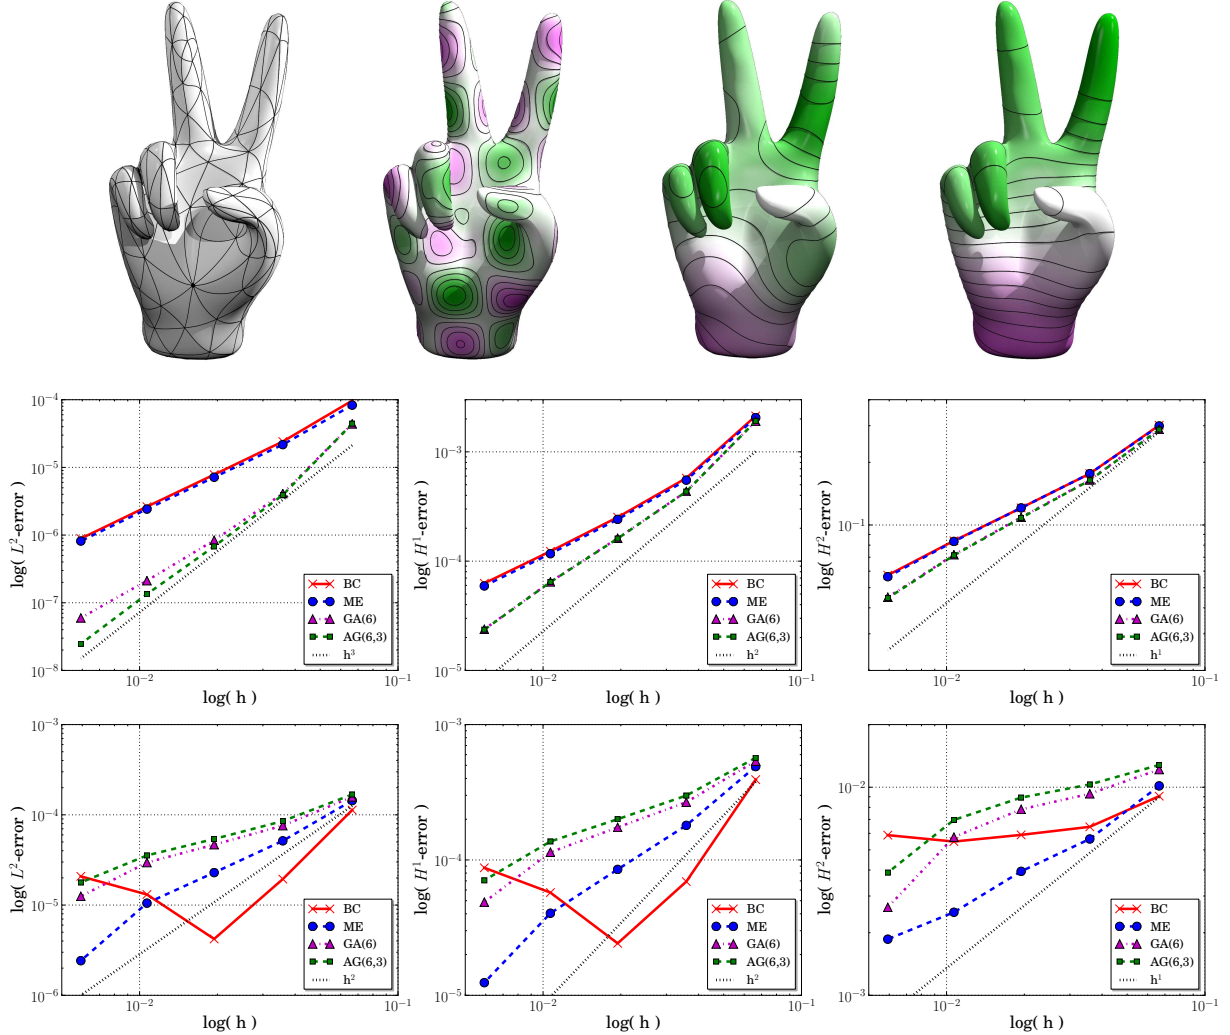 10⁻⁴
10⁻⁵
10⁻⁶
10⁻⁷
10⁻⁸
log( L²-error)
BC
ME
GA(6)
AG(6,3)
h³
10⁻²
10⁻¹
log( h )
10⁻³
10⁻⁴
10⁻⁵
log( H¹-error)
BC
ME
GA(6)
AG(6,3)
h²
10⁻²
10⁻¹
log( h )
10⁻¹
log( H²-error)
BC
ME
GA(6)
AG(6,3)
h¹
10⁻²
10⁻¹
log( h )
10⁻³
10⁻⁴
10⁻⁵
10⁻⁶
log( L²-error)
BC
ME
GA(6)
AG(6,3)
h²
10⁻²
10⁻¹
log( h )
10⁻³
10⁻⁴
10⁻⁵
log( H¹-error)
BC
ME
GA(6)
AG(6,3)
h²
10⁻²
10⁻¹
log( h )
10⁻²
10⁻³
log( H²-error)
BC
ME
GA(6)
AG(6,3)
h¹
10⁻²
10⁻¹
log( h )